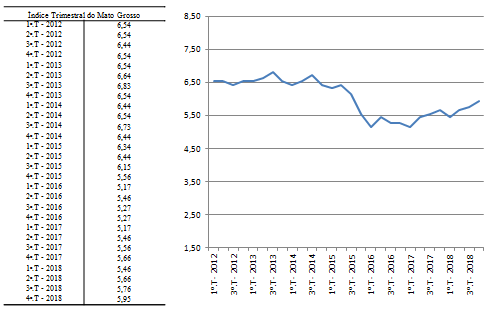 Índice Trimestral do Mato Grosso
1º.T - 2012 6,54
2º.T - 2012 6,54
3º.T - 2012 6,44
4º.T - 2012 6,54
1º.T - 2013 6,54
2º.T - 2013 6,64
3º.T - 2013 6,83
4º.T - 2013 6,54
1º.T - 2014 6,44
2º.T - 2014 6,54
3º.T - 2014 6,73
4º.T - 2014 6,44
1º.T - 2015 6,34
2º.T - 2015 6,44
3º.T - 2015 6,15
4º.T - 2015 5,56
1º.T - 2016 5,17
2º.T - 2016 5,46
3º.T - 2016 5,27
4º.T - 2016 5,27
1º.T - 2017 5,17
2º.T - 2017 5,46
3º.T - 2017 5,56
4º.T - 2017 5,66
1º.T - 2018 5,46
2º.T - 2018 5,66
3º.T - 2018 5,76
4º.T - 2018 5,95
8,50
7,50
6,50
5,50
4,50
3,50
2,50
1,50
1º.T - 2012
3º.T - 2012
1º.T - 2013
3º.T - 2013
1º.T - 2014
3º.T - 2014
1º.T - 2015
3º.T - 2015
1º.T - 2016
3º.T - 2016
1º.T - 2017
3º.T - 2017
1º.T - 2018
3º.T - 2018